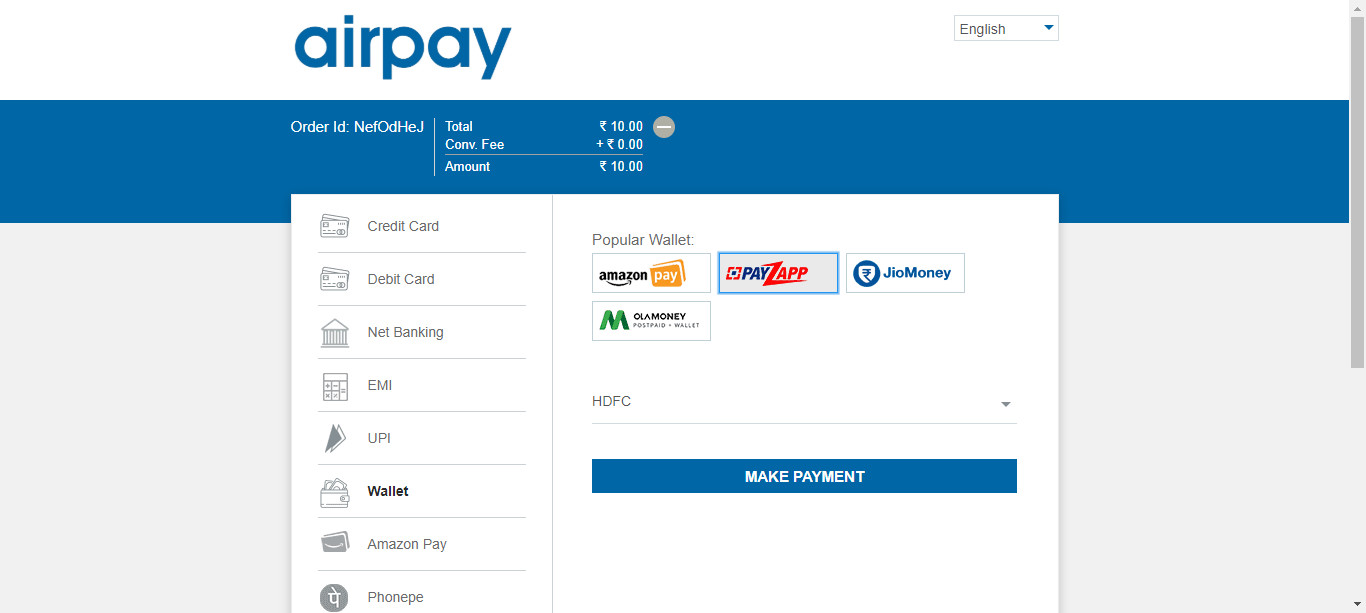 airpay
English
Order Id: NefOdHeJ
Total ₹ 10.00
Conv. Fee + ₹ 0.00
Amount ₹ 10.00
Credit Card
Debit Card
Net Banking
EMI
UPI
Wallet
Amazon Pay
पे Phonepe
Popular Wallet:
amazon pay PAYZAPP ₹ JioMoney
OLAMONEY
POSTPAID + WALLET
HDFC
MAKE PAYMENT